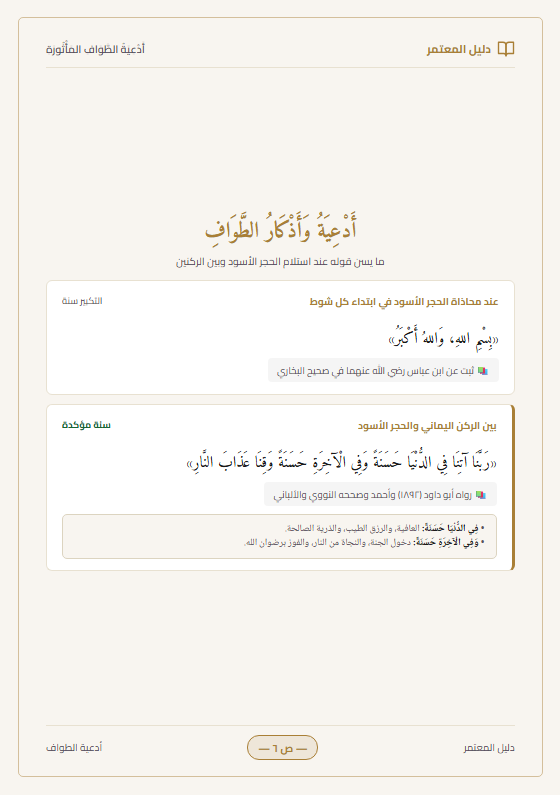 دليل المعتمر
أدعية الطواف المأثورة
أَدْعِيَةُ وَأَذْكَارُ الطَّوَافِ
ما يسن قوله عند استلام الحجر الأسود وبين الركنين
عند محاذاة الحجر الأسود في ابتداء كل شوط
التكبير سنة
«بِسْمِ اللهِ، وَاللهُ أَكْبَرُ»
ثبت عن ابن عباس رضي الله عنهما في صحيح البخاري
بين الركن اليماني والحجر الأسود
سنة مؤكدة
«رَبَّنَا آتِنَا فِي الدُّنْيَا حَسَنَةً وَفِي الْآخِرَةِ حَسَنَةً وَقِنَا عَذَابَ النَّارِ»
رواه أبو داود (١٨٩٢) وأحمد وصححه النووي والألباني
• فِي الدُّنْيَا حَسَنَةً: العافية، والرزق الطيب، والذرية الصالحة.
• وَفِي الْآخِرَةِ حَسَنَةً: دخول الجنة، والنجاة من النار، والفوز برضوان الله.
دليل المعتمر
— ص ٦ —
أدعية الطواف